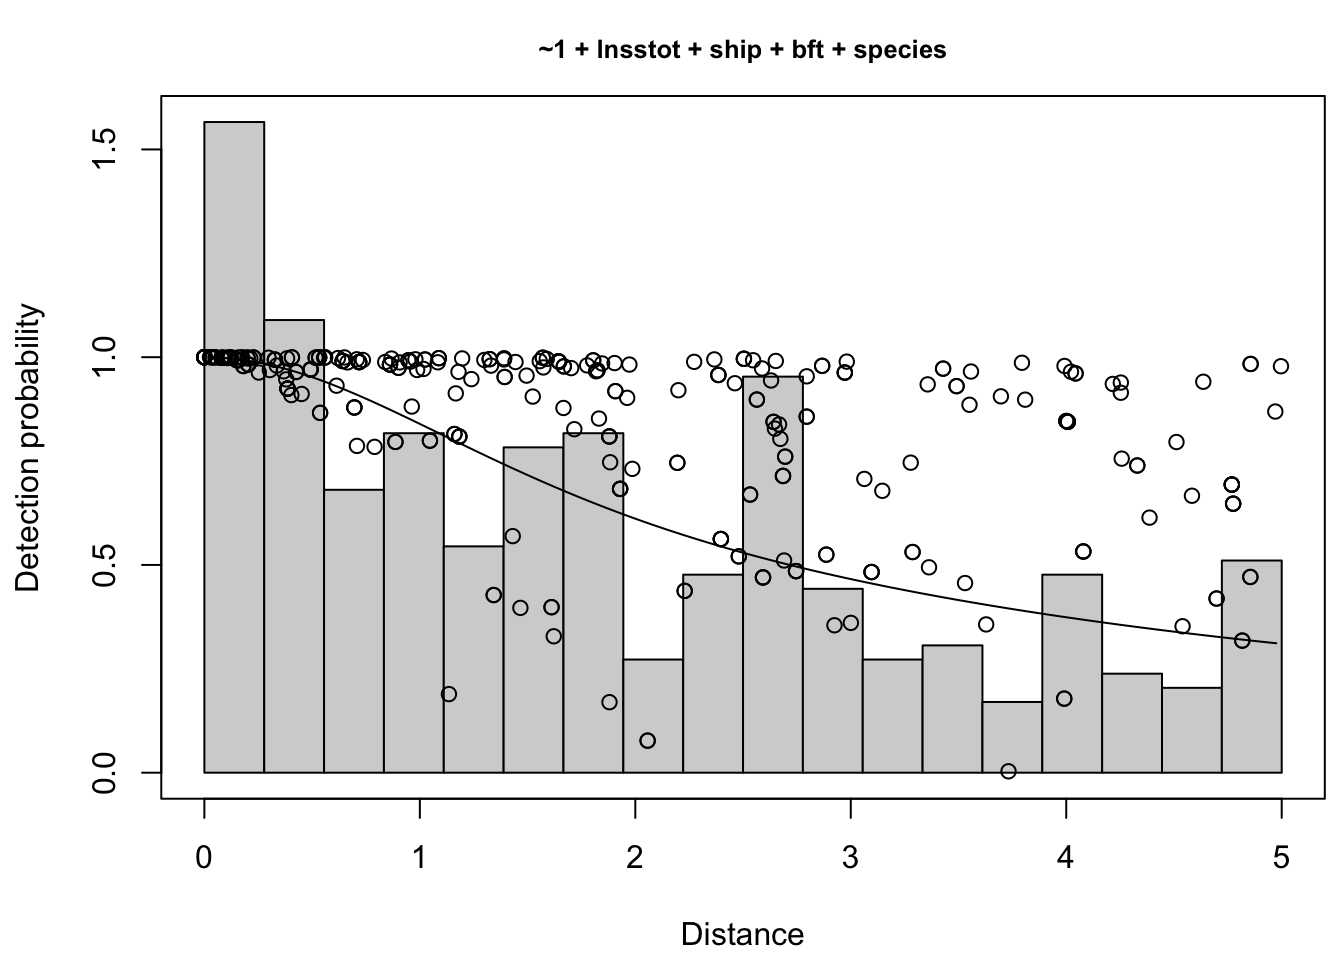 ~1 + lnsstot + ship + bft + species
Detection probability
1.5
1.0
0.5
0.0
0 1 2 3 4 5
Distance